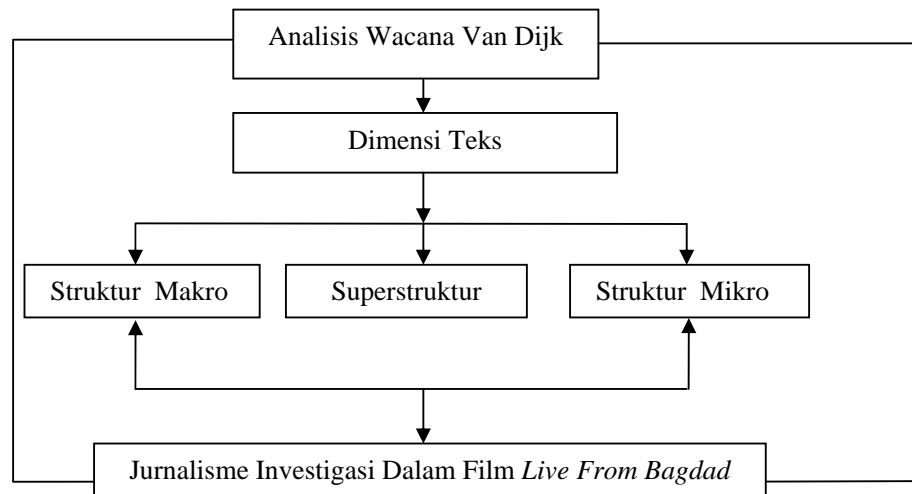 Analisis Wacana Van Dijk
Dimensi Teks
Struktur Makro
Superstruktur
Struktur Mikro
Jurnalisme Investigasi Dalam Film Live From Bagdad